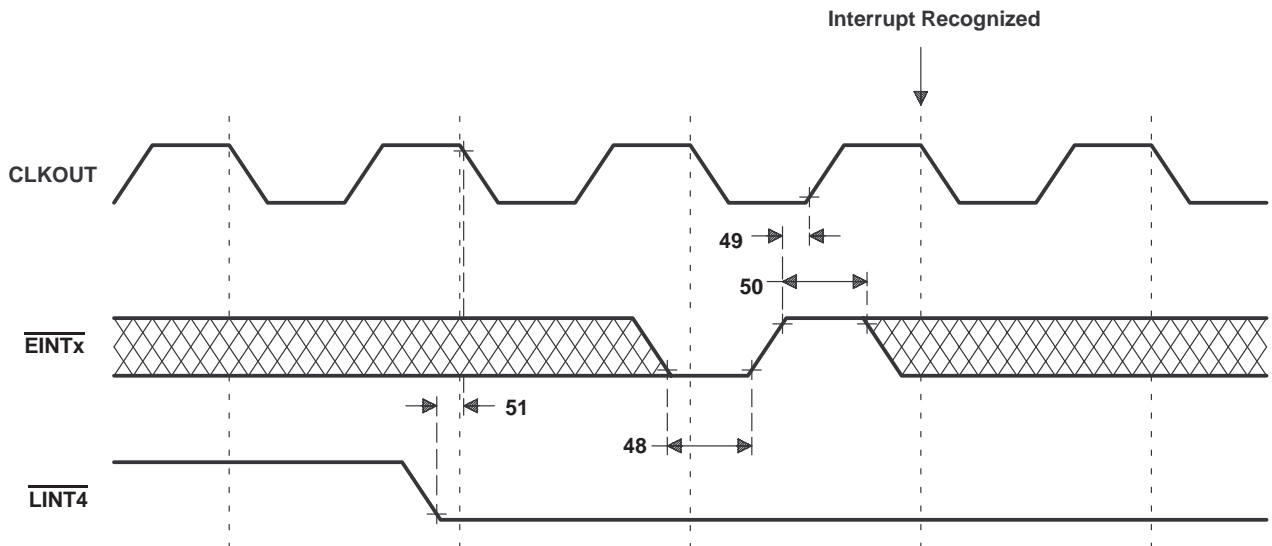 Interrupt Recognized
CLKOUT
49
50
EINTx
51
48
LINT4